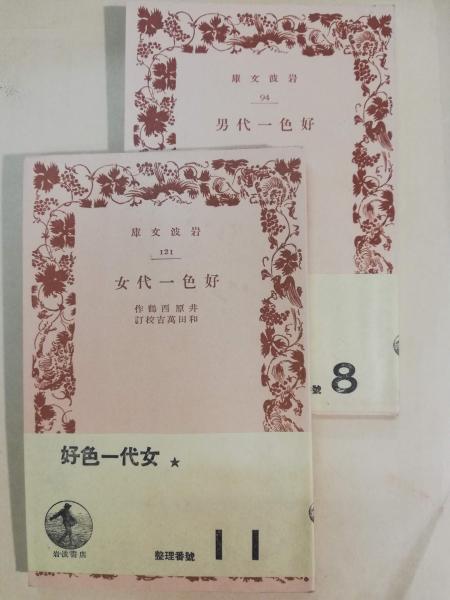 庫文波岩
94
男代一色好
號 8
庫文波岩
121
女代一色好
作鶴西原井
訂校吉萬田和
好色一代女 ★
岩波書店
整理番號 11